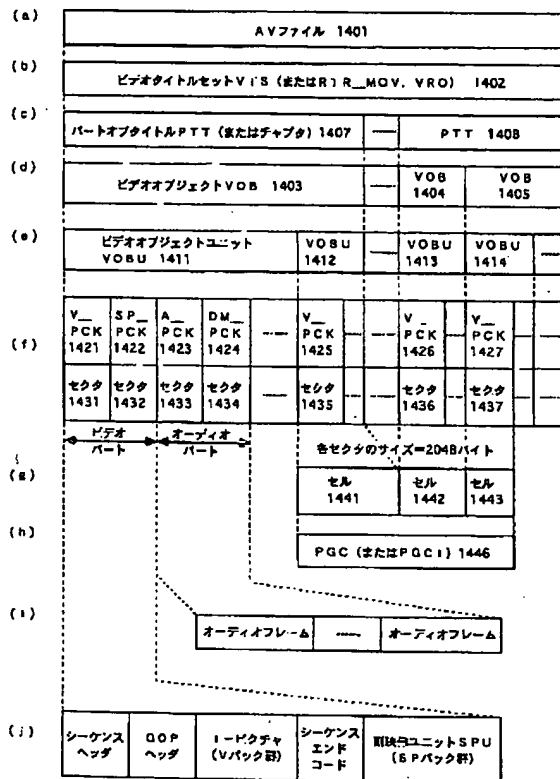 (a)
AVファイル 1401
(b)
ビデオタイトルセットVTS (またはRTR_MOV. VRO) 1402
(c)
パートオブタイトルPTT (またはチャプタ) 1407
PTT 1408
(d)
ビデオオブジェクトVOB 1403
VOB
1404
VOB
1405
(e)
ビデオオブジェクトユニット
VOBU 1411
VOBU
1412
VOBU
1413
VOBU
1414
(f)
V_
PCK
1421
SP_
PCK
1422
A_
PCK
1423
DM_
PCK
1424
V_
PCK
1425
V_
PCK
1426
V_
PCK
1427
セクタ
1431
セクタ
1432
セクタ
1433
セクタ
1434
セクタ
1435
セクタ
1436
セクタ
1437
ビデオ
パート
オーディオ
パート
各セクタのサイズ=2048バイト
(g)
セル
1441
セル
1442
セル
1443
(h)
PGC (またはPGCI) 1446
(i)
オーディオフレーム
オーディオフレーム
(j)
シーケンス
ヘッダ
GOP
ヘッダ
I-ピクチャ
(Vパック群)
シーケンス
エンド
コード
副映像ユニットSPU
(SPパック群)